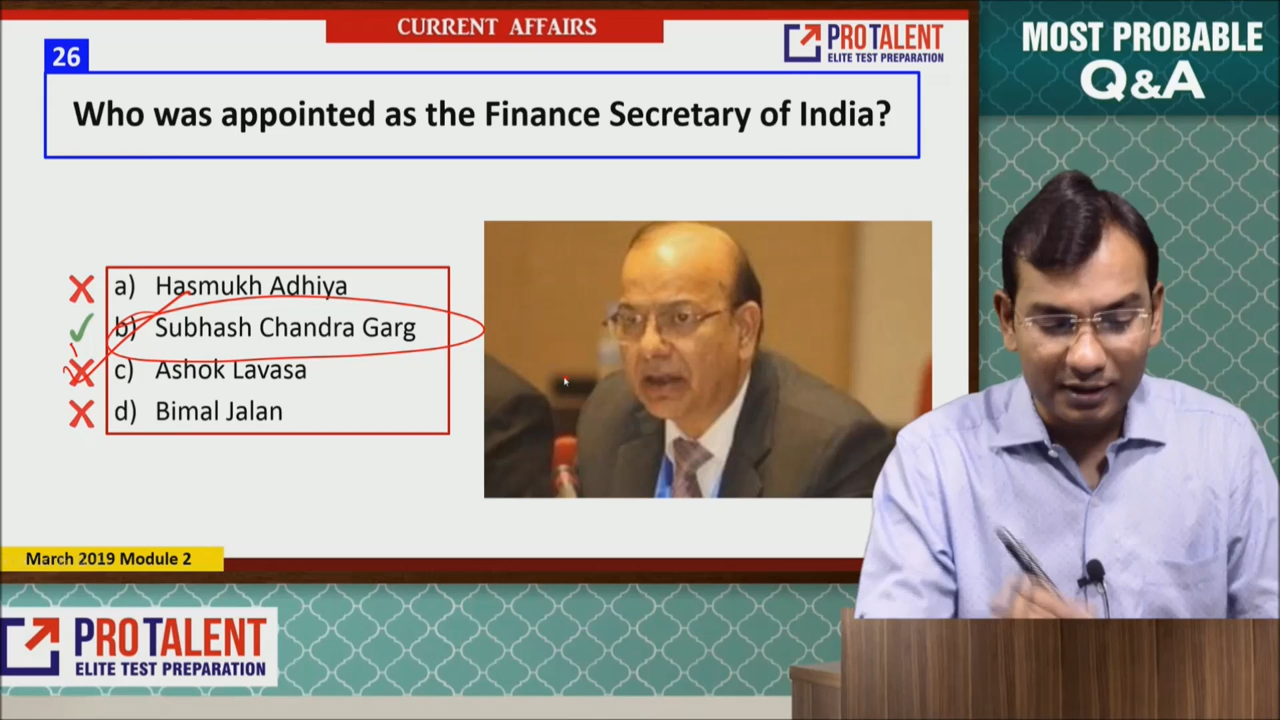 CURRENT AFFAIRS
PROTALENT
ELITE TEST PREPARATION
MOST PROBABLE
Q&A
26
Who was appointed as the Finance Secretary of India?
a) Hasmukh Adhiya
b) Subhash Chandra Garg
c) Ashok Lavasa
d) Bimal Jalan
March 2019 Module 2
PROTALENT
ELITE TEST PREPARATION